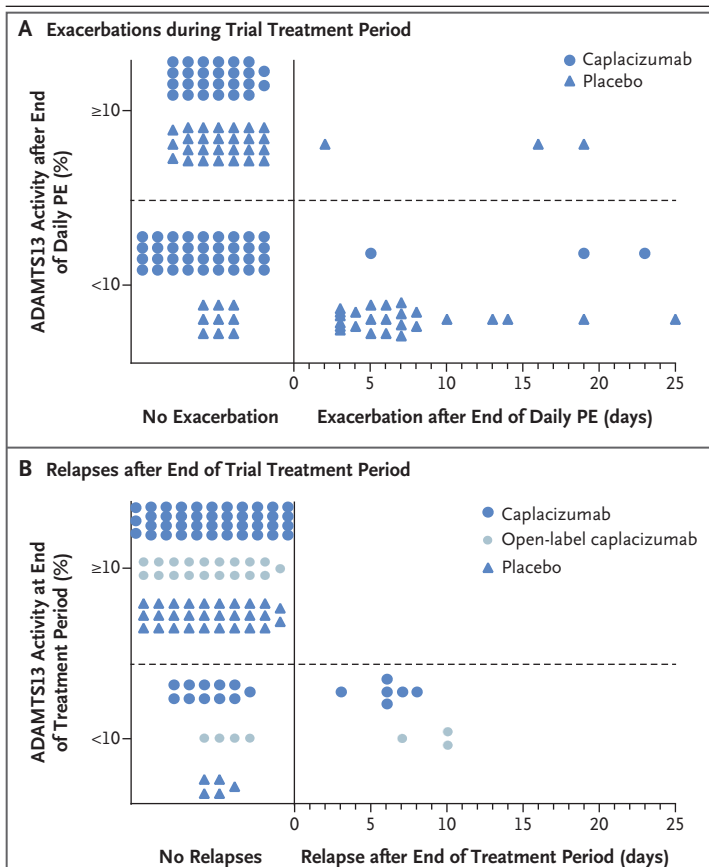 A Exacerbations during Trial Treatment Period
Caplacizumab
Placebo
ADAMTS13 Activity after End
of Daily PE (%)
≥10
<10
0 5 10 15 20 25
No Exacerbation
Exacerbation after End of Daily PE (days)
B Relapses after End of Trial Treatment Period
Caplacizumab
Open-label caplacizumab
Placebo
ADAMTS13 Activity at End
of Treatment Period (%)
≥10
<10
0 5 10 15 20 25
No Relapses
Relapse after End of Treatment Period (days)